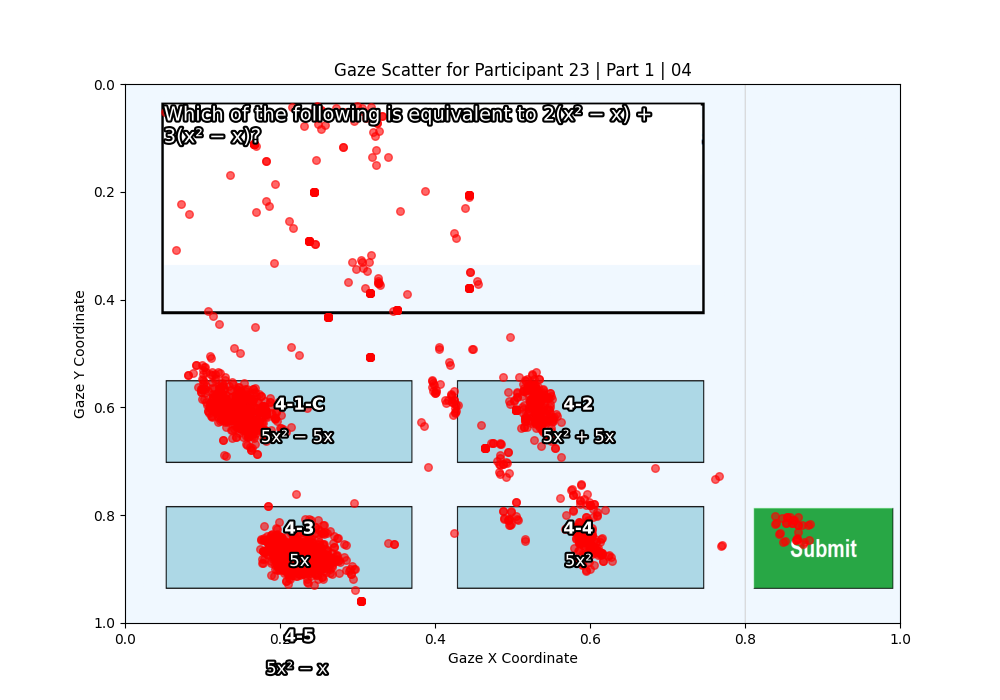 Gaze Scatter for Participant 23 | Part 1 | 04
Which of the following is equivalent to 2(x² − x) +
3(x² − x)?
4-1-C
5x² − 5x
4-2
5x² + 5x
4-3
5x
4-4
5x²
Submit
4-5
5x² − x
Gaze Y Coordinate
0.0
0.2
0.4
0.6
0.8
1.0
0.0
0.2
0.4
0.6
0.8
1.0
Gaze X Coordinate